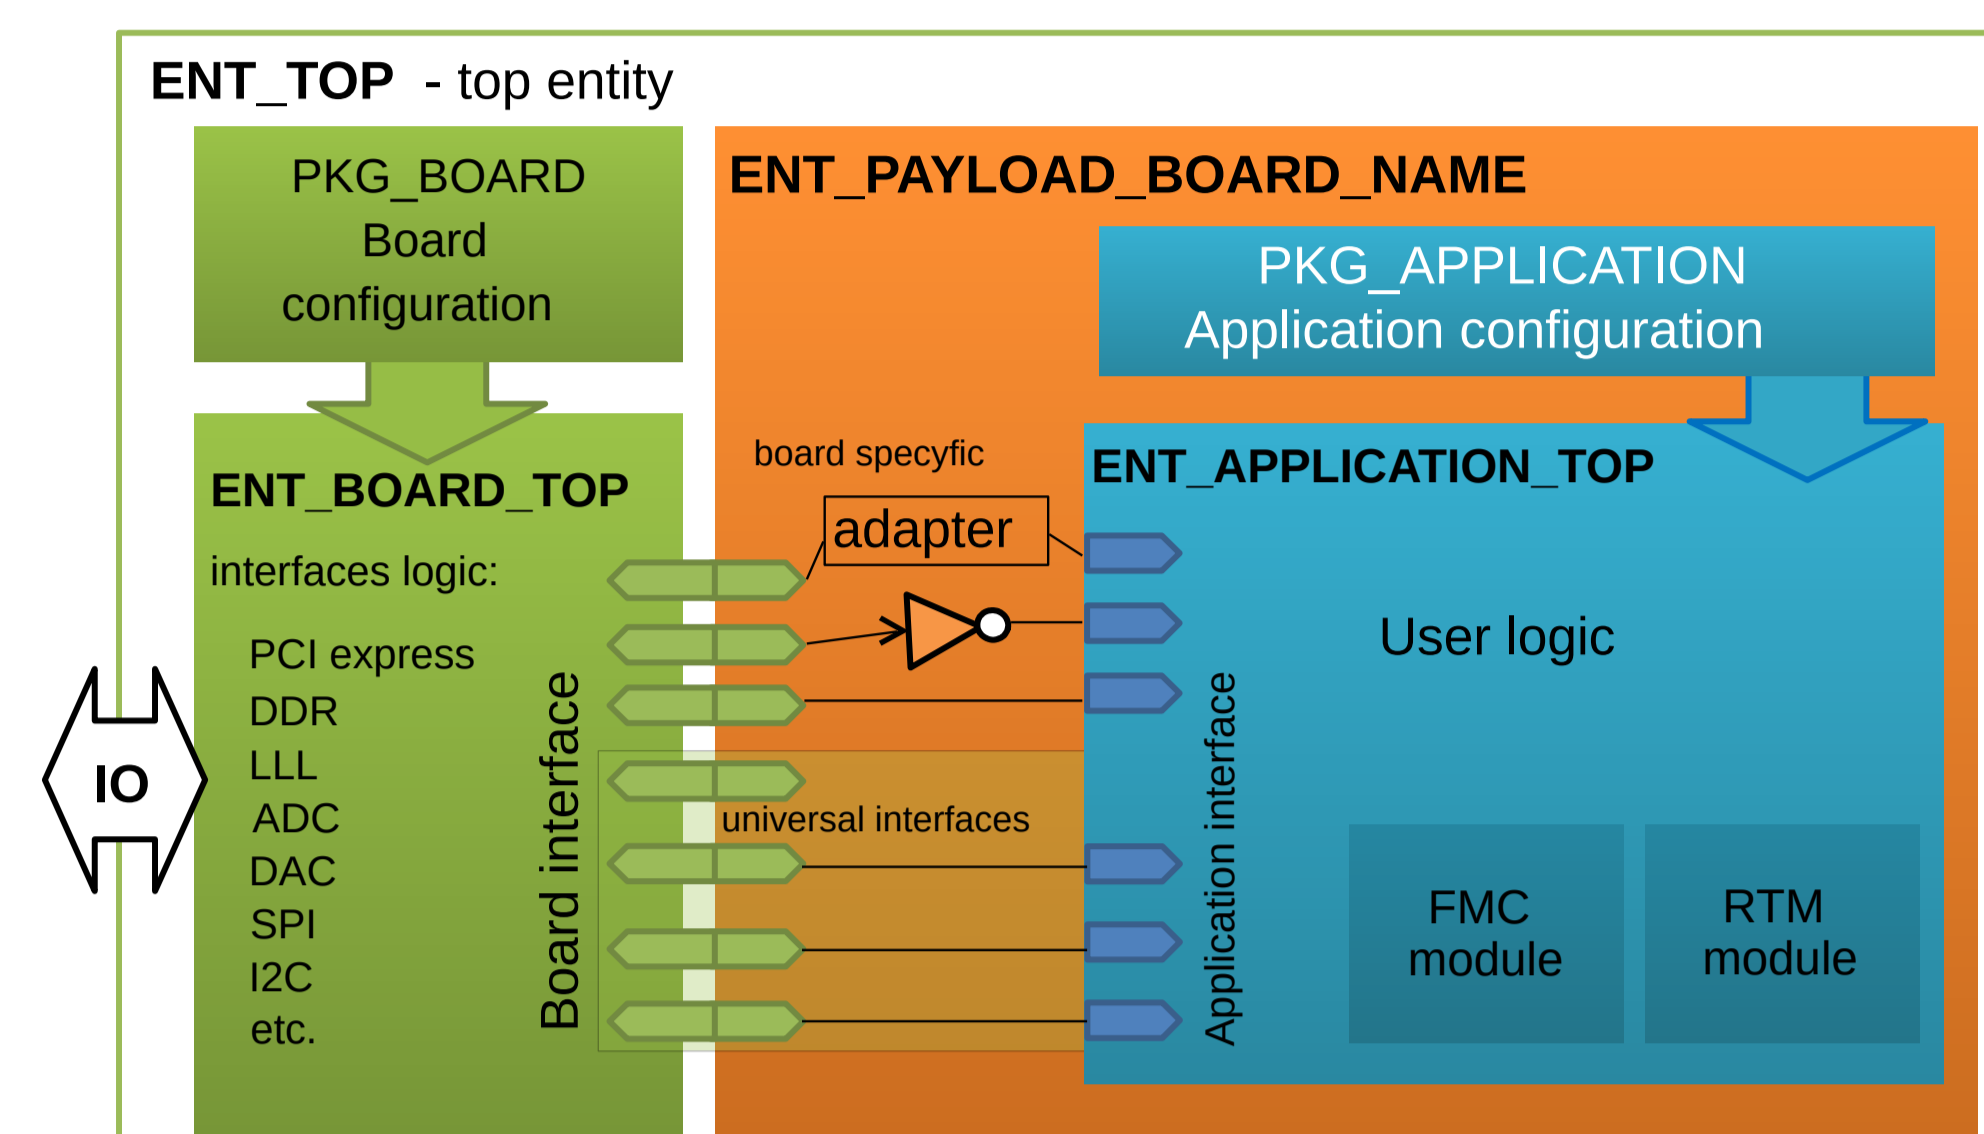 ENT_TOP - top entity
PKG_BOARD
Board
configuration
ENT_PAYLOAD_BOARD_NAME
PKG_APPLICATION
Application configuration
ENT_BOARD_TOP
interfaces logic:
PCI express
DDR
LLL
ADC
DAC
SPI
I2C
etc.
IO
Board interface
board specyfic
adapter
universal interfaces
ENT_APPLICATION_TOP
User logic
Application interface
FMC
module
RTM
module